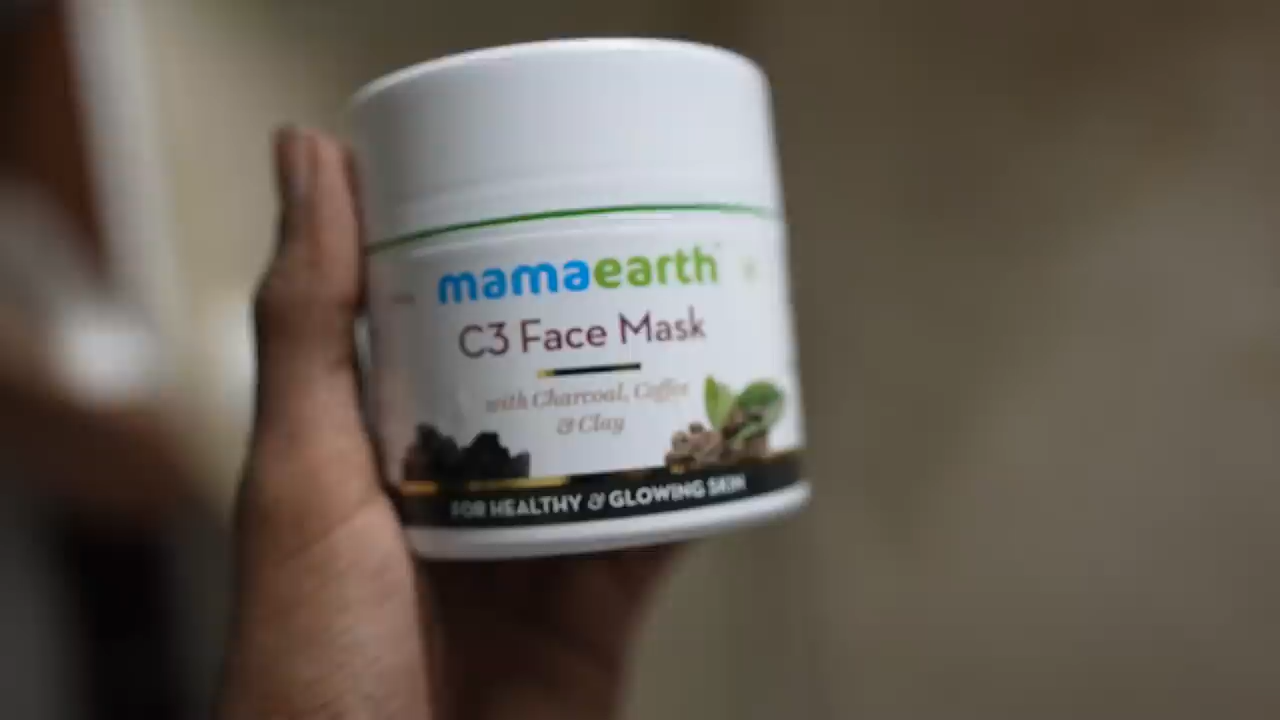 mamaearth
C3 Face Mask
with Charcoal, Coffee
& Clay
FOR HEALTHY & GLOWING SKIN